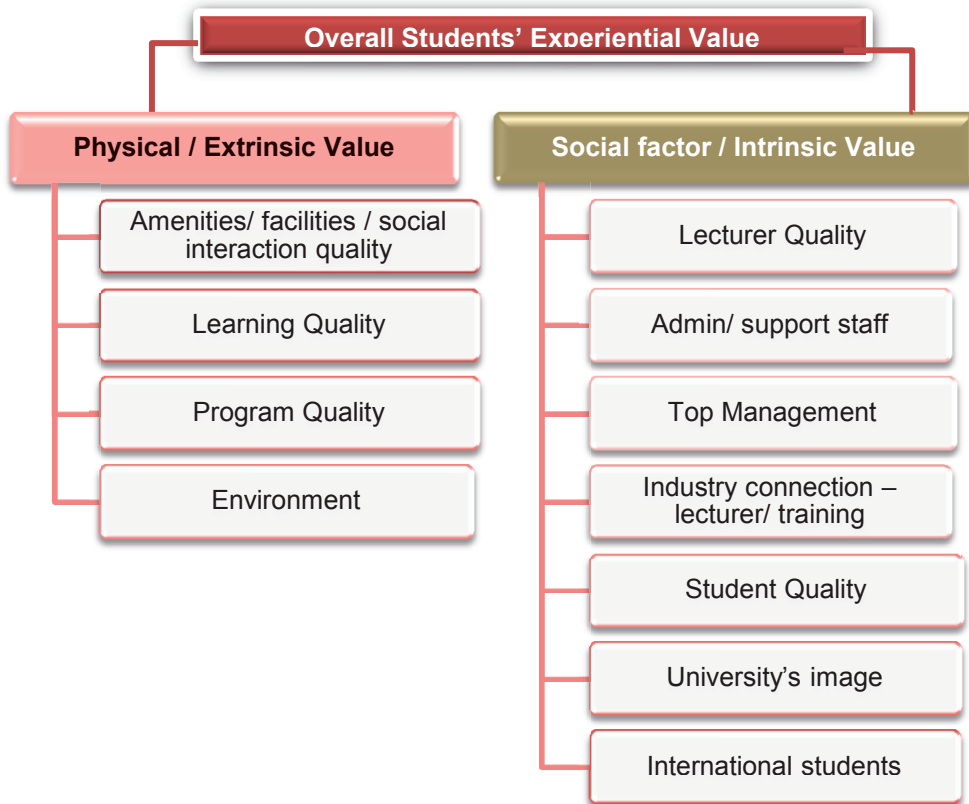 Overall Students’ Experiential Value
Physical / Extrinsic Value
Amenities/ facilities / social
interaction quality
Learning Quality
Program Quality
Environment
Social factor / Intrinsic Value
Lecturer Quality
Admin/ support staff
Top Management
Industry connection –
lecturer/ training
Student Quality
University’s image
International students